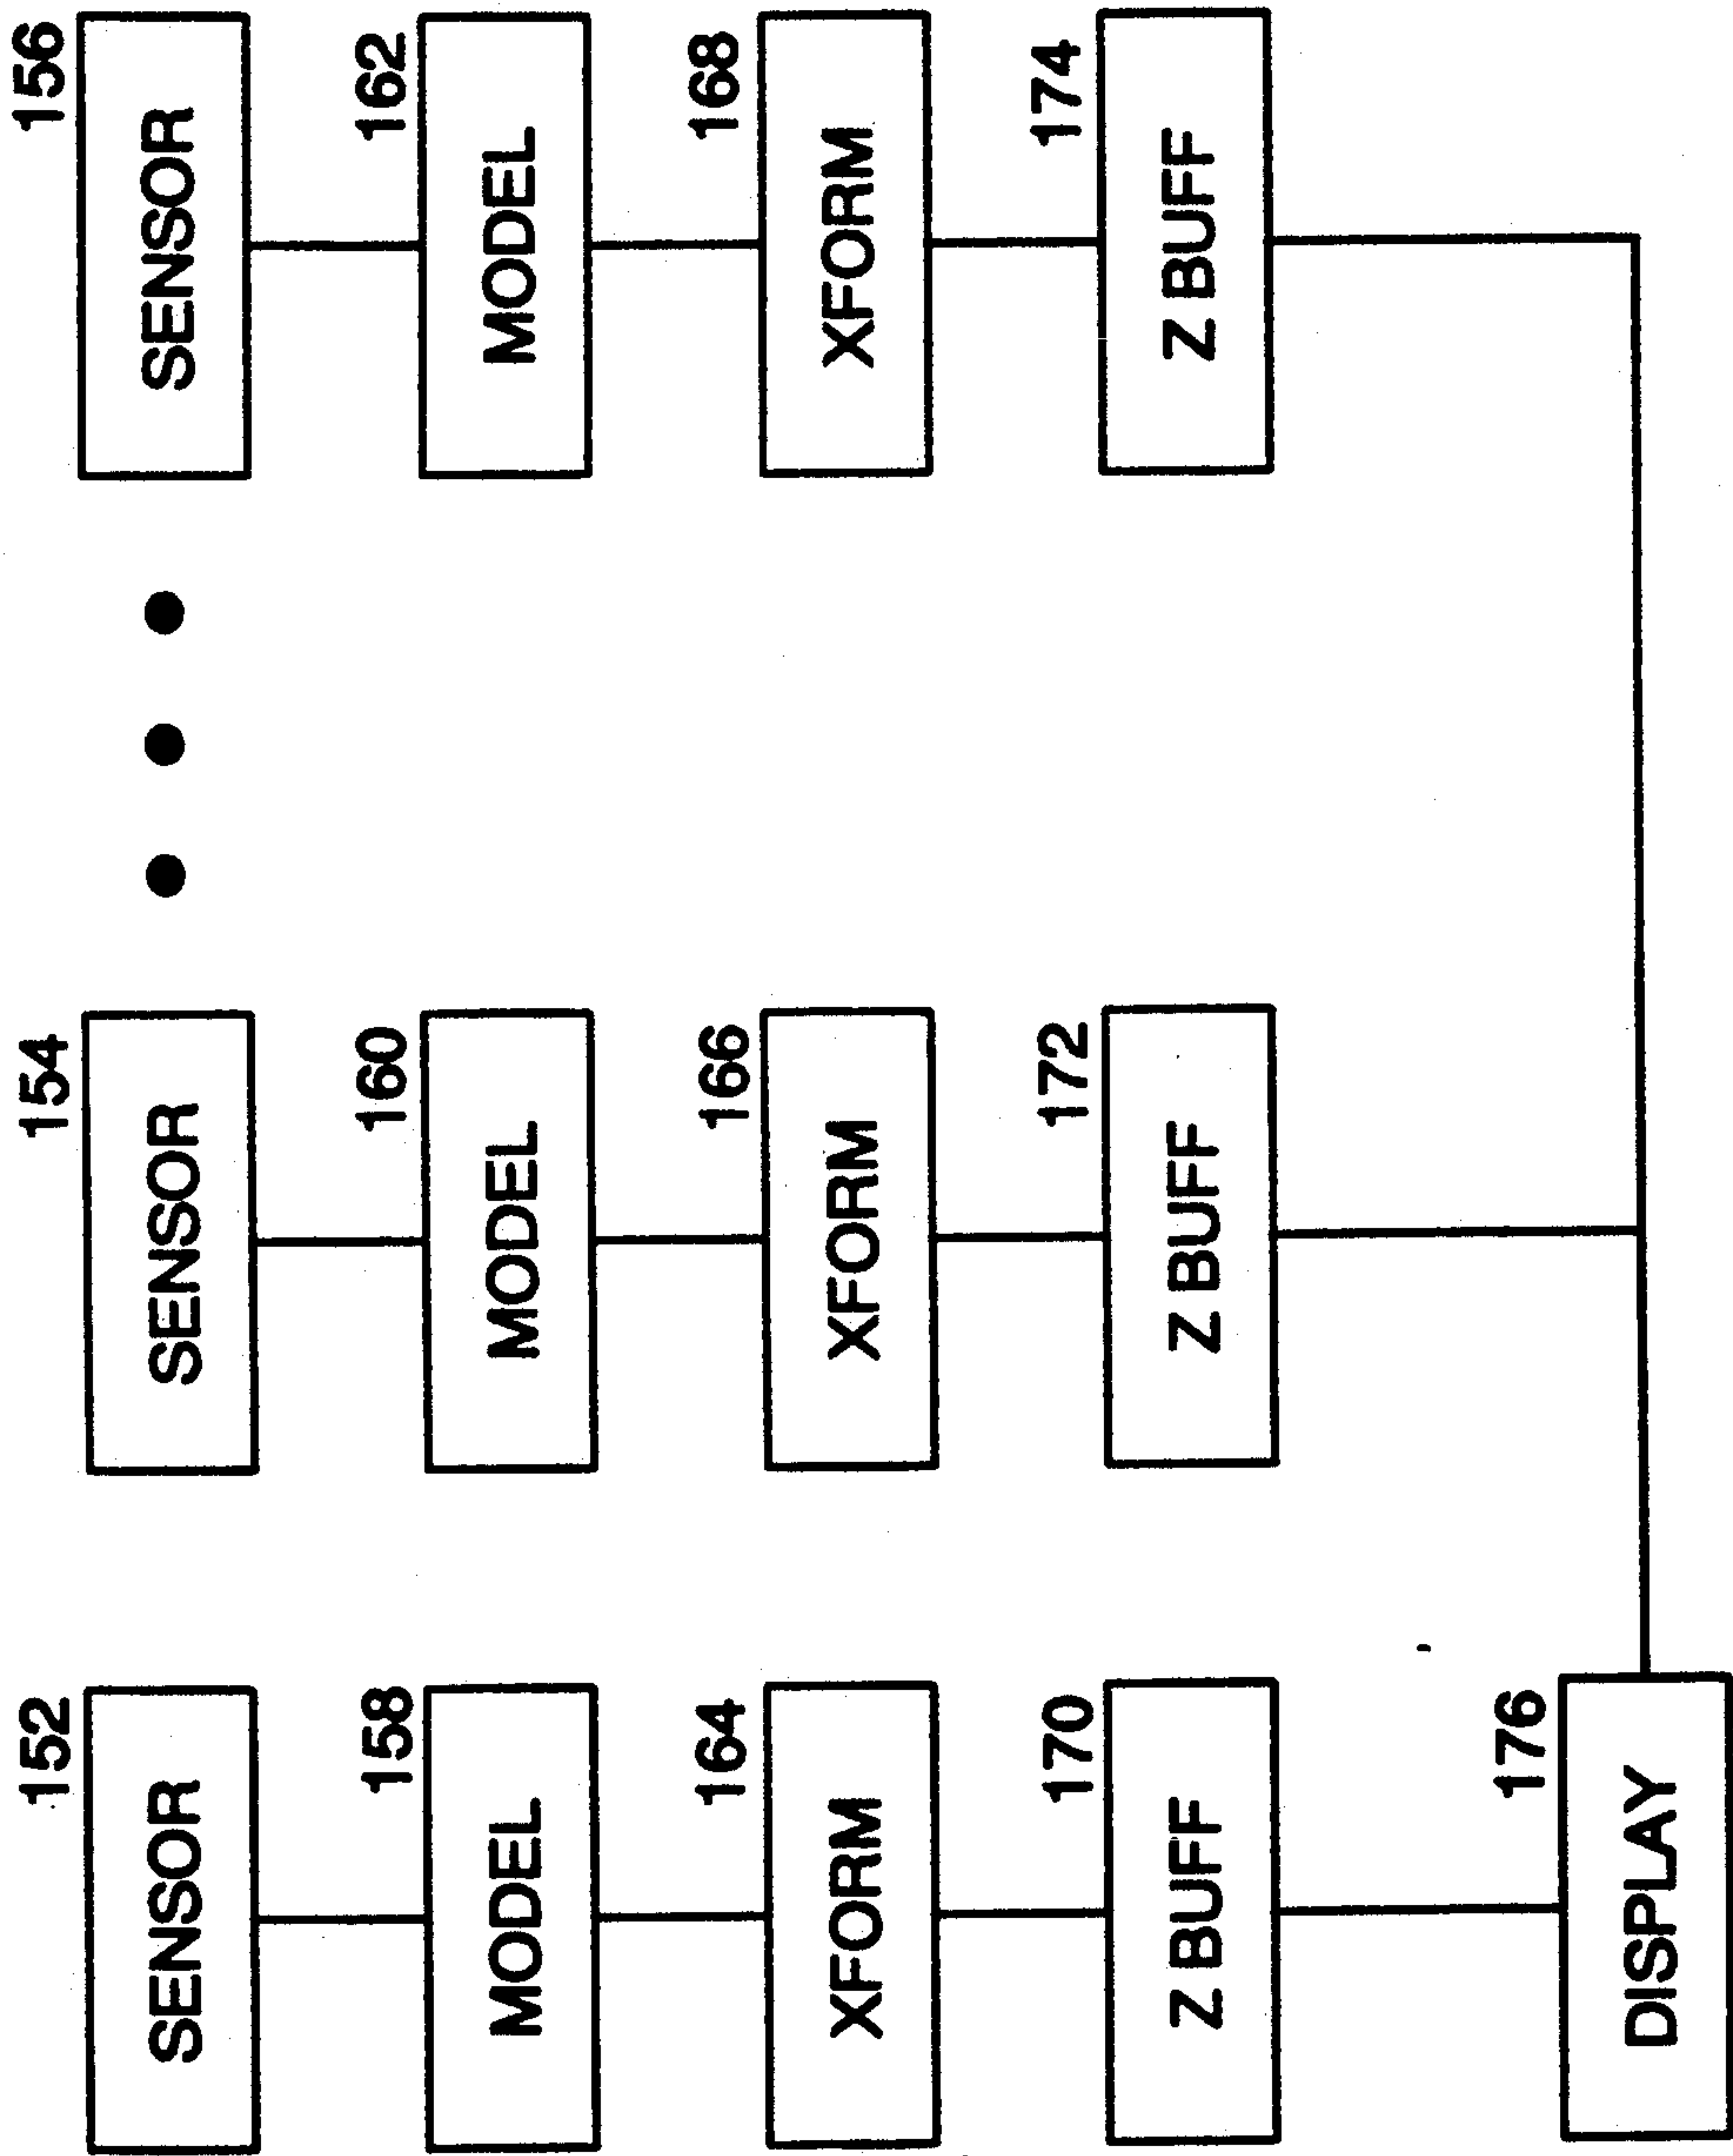 152
SENSOR
154
SENSOR
156
SENSOR
158
MODEL
160
MODEL
162
MODEL
164
XFORM
166
XFORM
168
XFORM
170
Z BUFF
172
Z BUFF
174
Z BUFF
176
DISPLAY